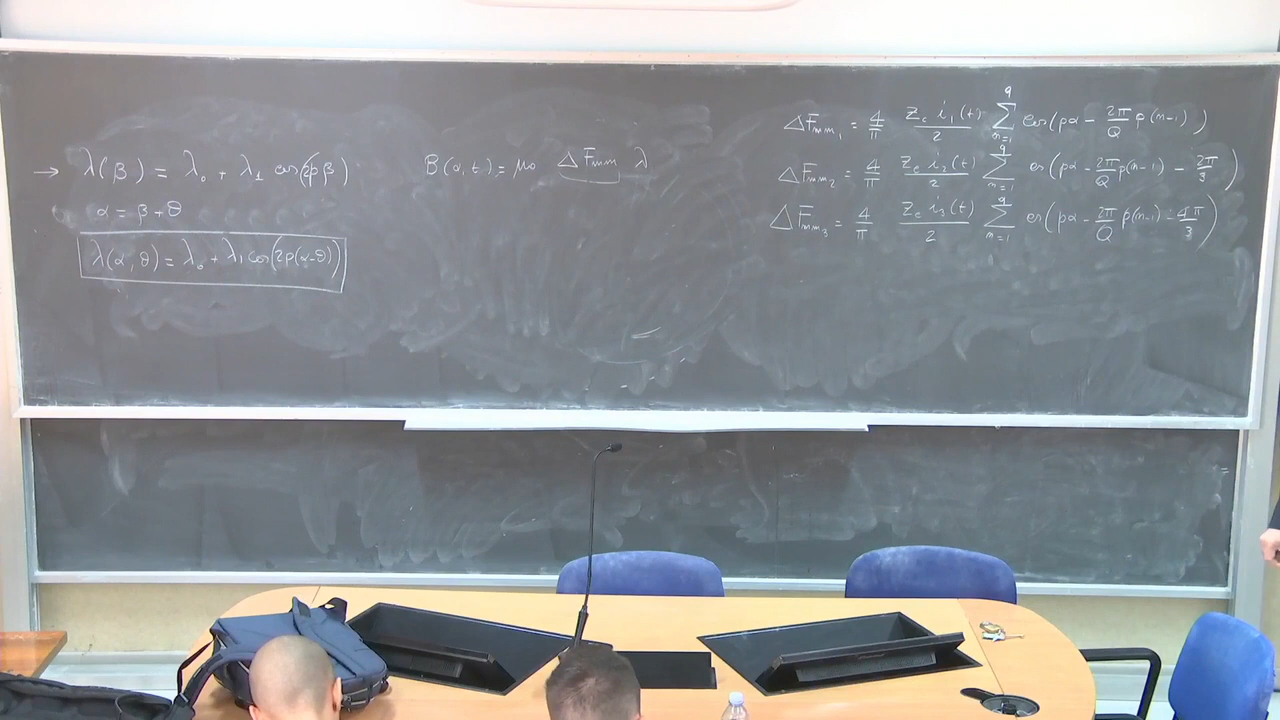 → λ(β) = λ₀ + λ₁ cos(2pβ)
α = β + θ
λ(α, θ) = λ₀ + λ₁ cos(2p(α-θ))
B(α, t) = μ₀ ΔFmm λ
ΔFmm₁ = 4/π Zc i₁(t)/2 Σ_{n=1}^{q} cos(pα - 2π/Q p(n-1))
ΔFmm₂ = 4/π Zc i₂(t)/2 Σ_{n=1}^{q} cos(pα - 2π/Q p(n-1) - 2π/3)
ΔFmm₃ = 4/π Zc i₃(t)/2 Σ_{n=1}^{q} cos(pα - 2π/Q p(n-1) - 4π/3)